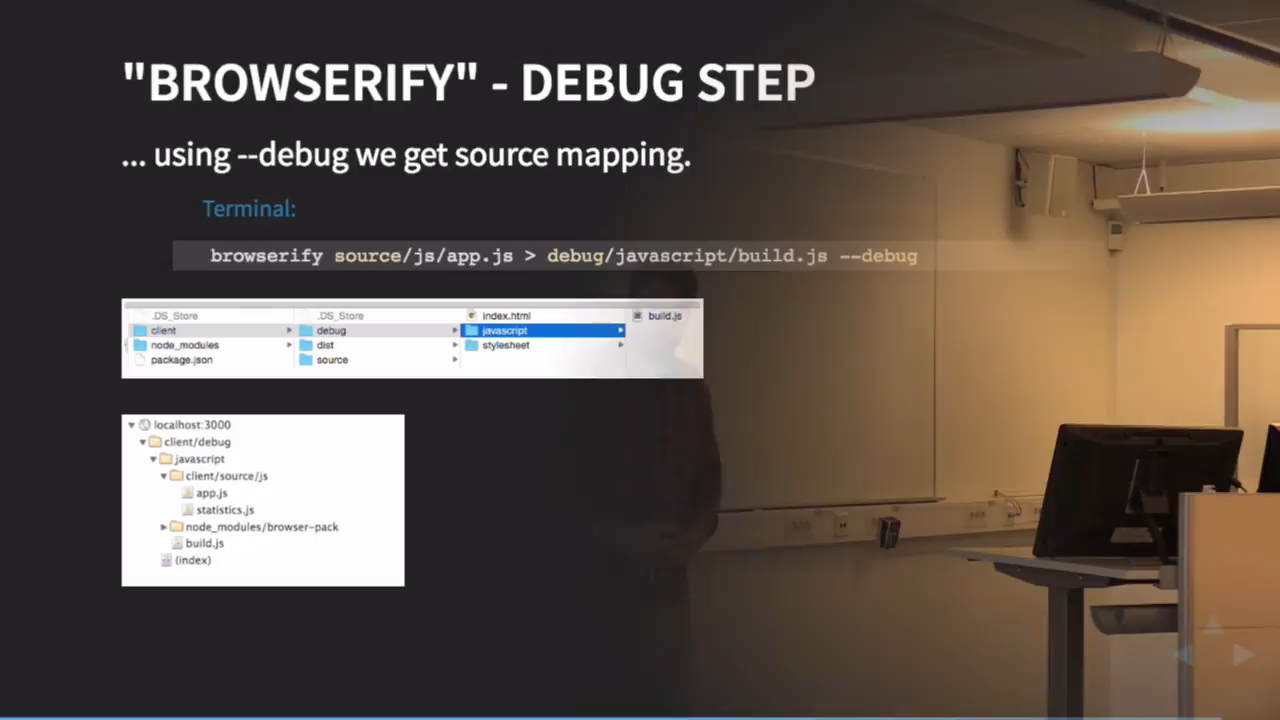 "BROWSERIFY" - DEBUG STEP
... using --debug we get source mapping.
Terminal:
browserify source/js/app.js > debug/javascript/build.js --debug
.DS_Store .DS_Store index.html build.js
client debug javascript
node_modules dist stylesheet
package.json source
localhost:3000
client/debug
javascript
client/source/js
app.js
statistics.js
node_modules/browser-pack
build.js
(index)